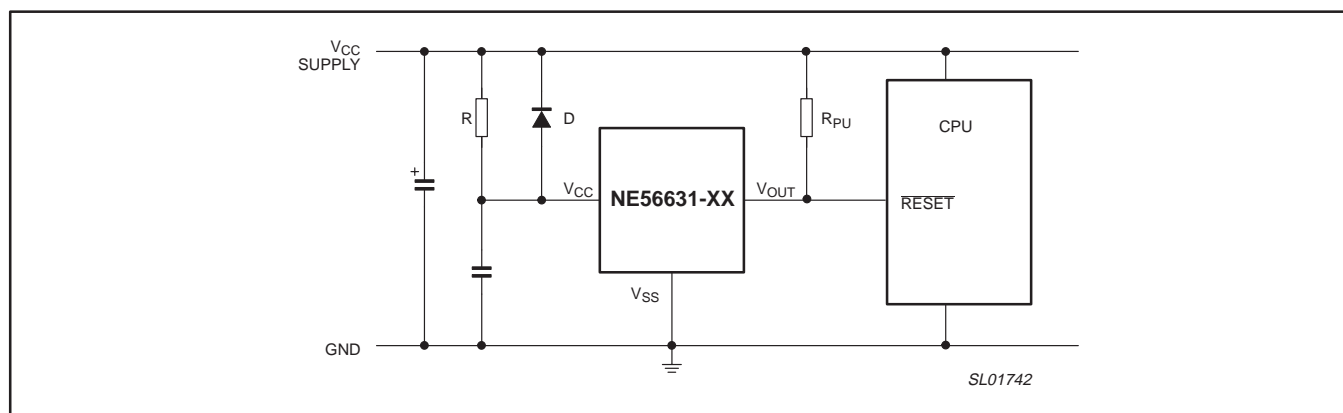 VCC
SUPPLY
R
D
RPU
CPU
+
VCC
NE56631-XX
VOUT
RESET
VSS
GND
SL01742